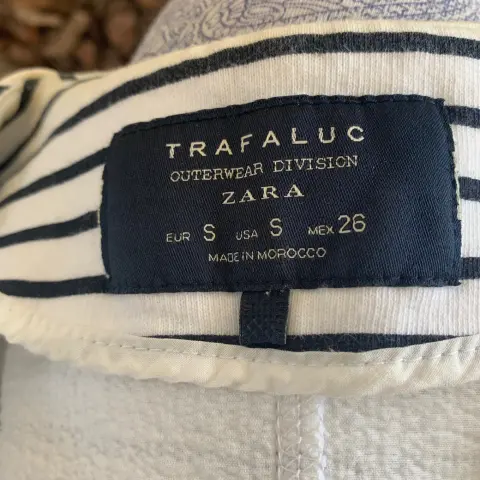 TRAFALUC
OUTERWEAR DIVISION
ZARA
EUR S USA S MEX 26
MADE IN MOROCCO